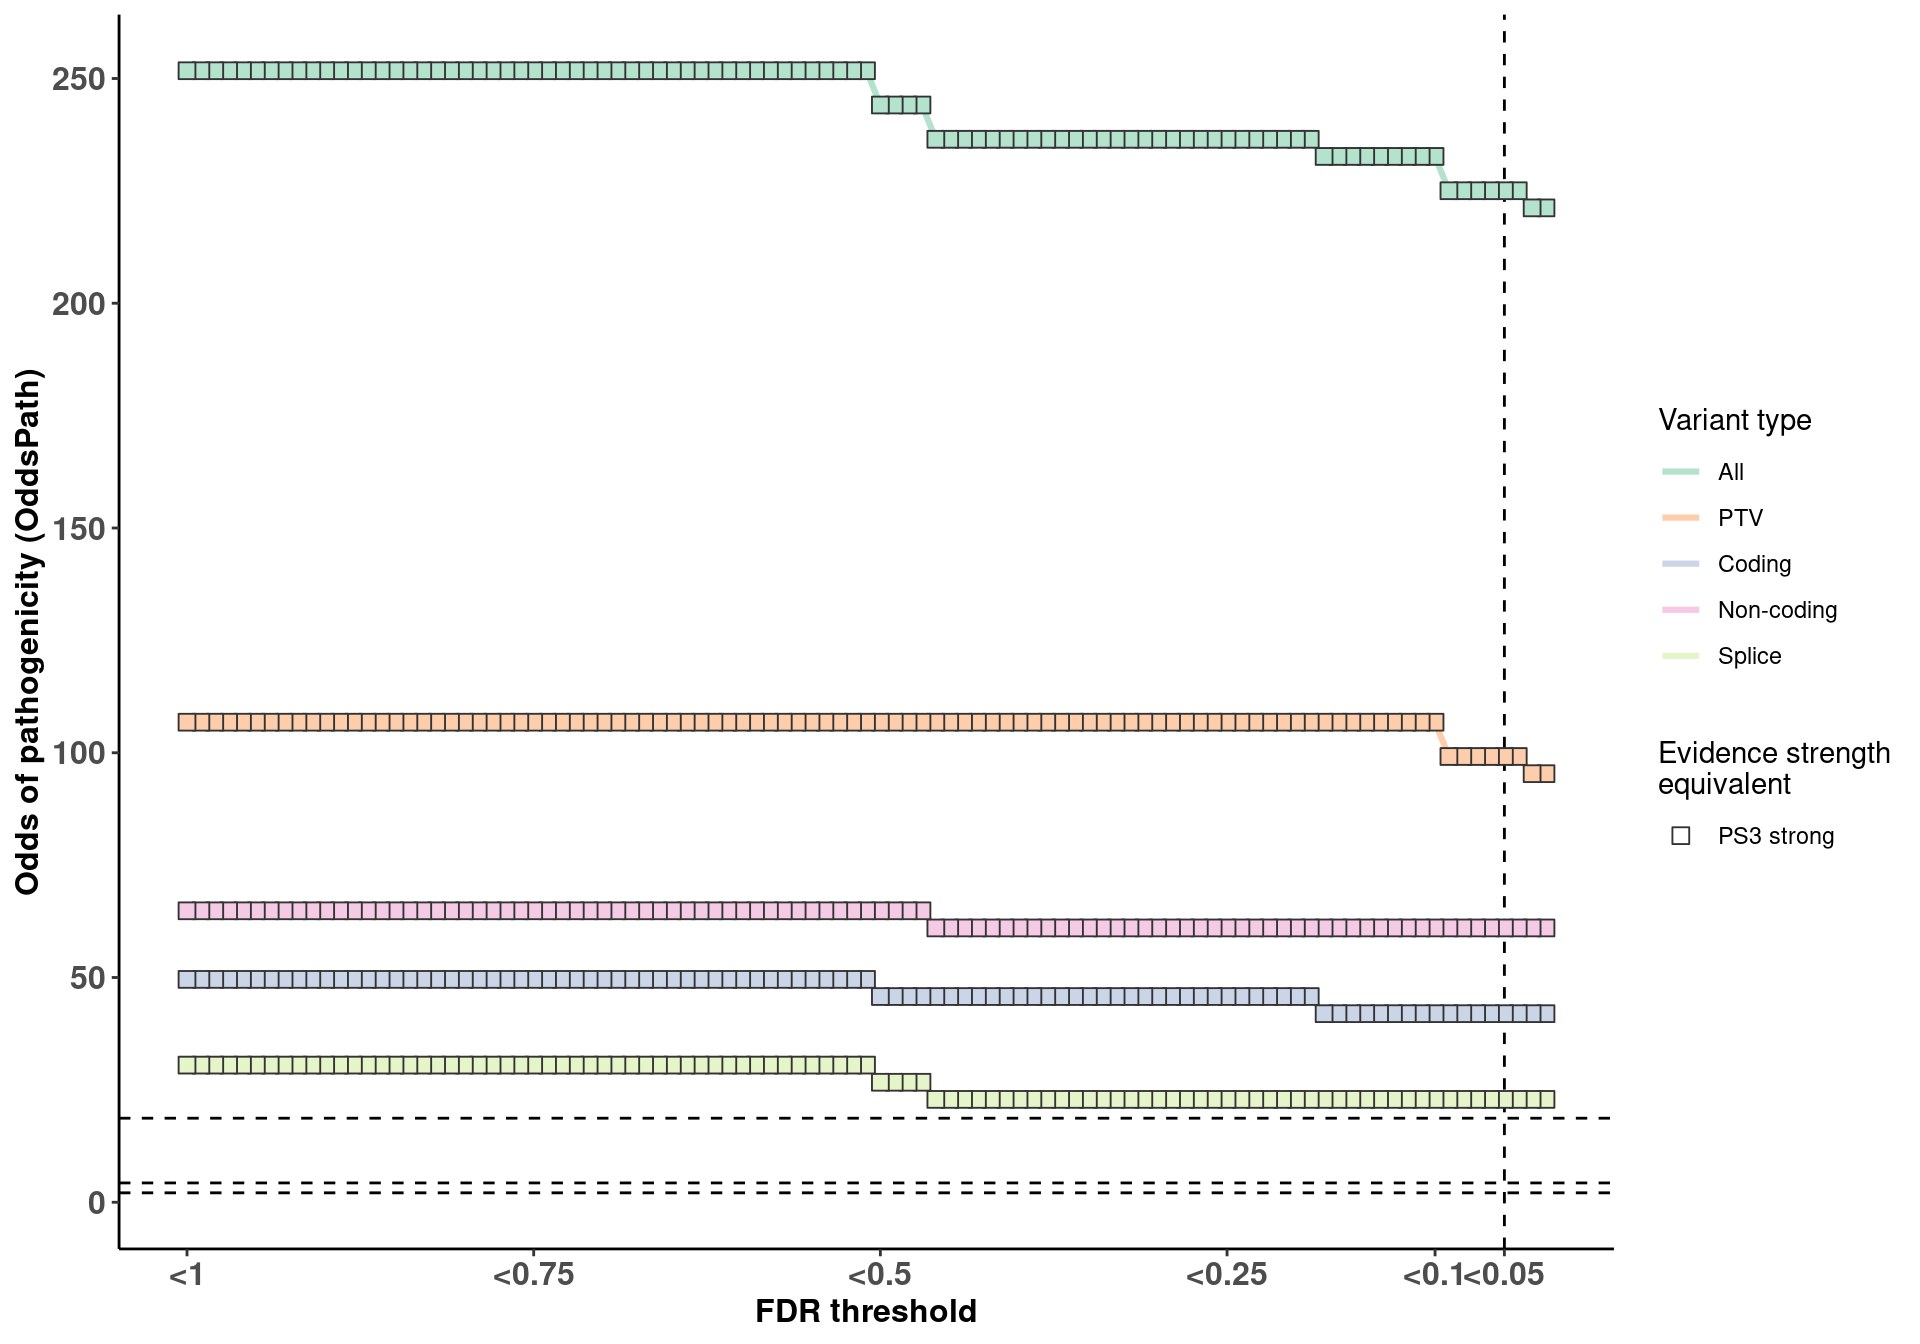 Odds of pathogenicity (OddsPath)
250
200
150
100
50
0
<1
<0.75
<0.5
<0.25
<0.1
<0.05
FDR threshold
Variant type
All
PTV
Coding
Non-coding
Splice
Evidence strength
equivalent
PS3 strong